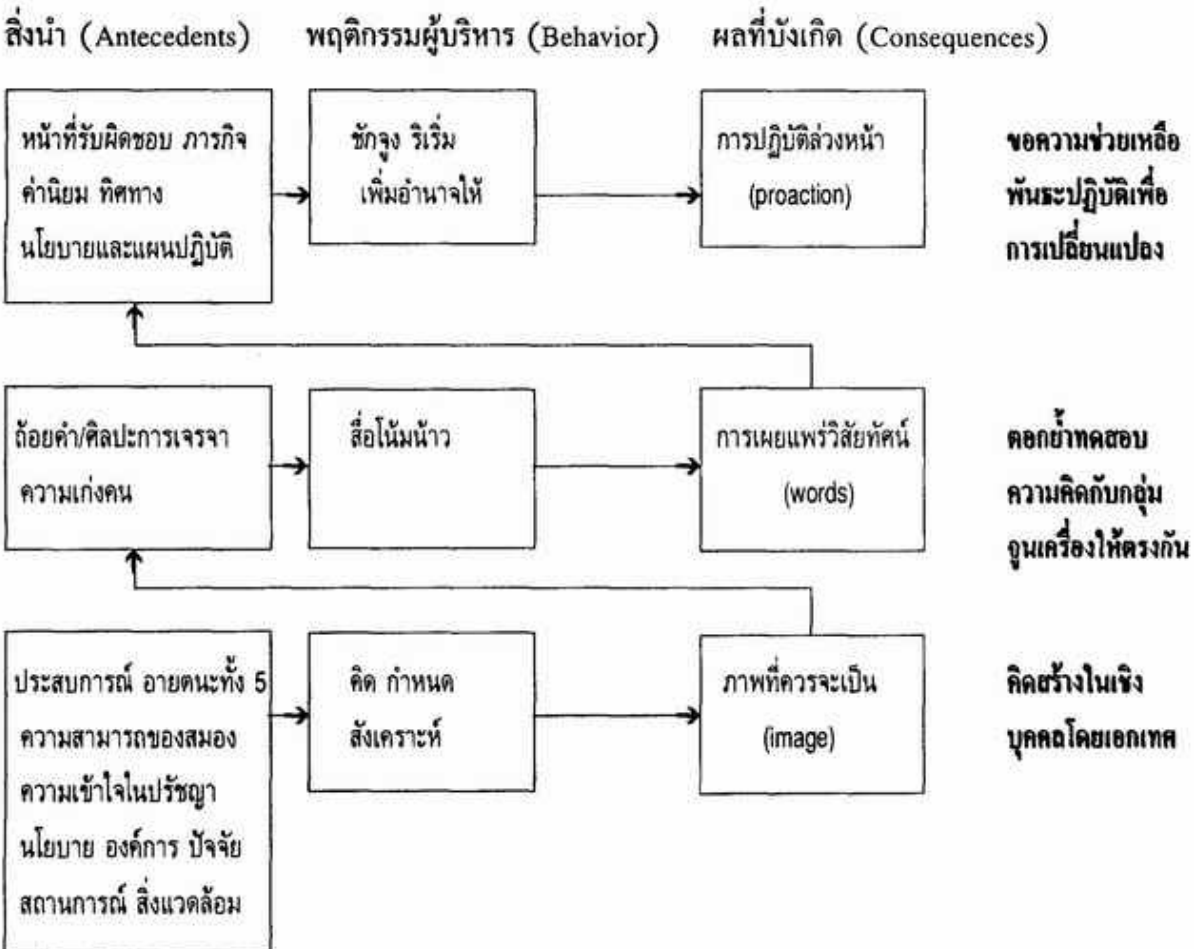 สิ่งนำ (Antecedents) พฤติกรรมผู้บริหาร (Behavior) ผลที่บังเกิด (Consequences)
หน้าที่รับผิดชอบ ภารกิจ
ค่านิยม ทิศทาง
นโยบายและแผนปฏิบัติ
ชักจูง ริเริ่ม
เพิ่มอำนาจให้
การปฏิบัติล่วงหน้า
(proaction)
ขอความช่วยเหลือ
พันธะปฏิบัติเพื่อ
การเปลี่ยนแปลง
ถ้อยคำ/ศิลปะการเจรจา
ความเก่งคน
สื่อโน้มน้าว
การเผยแพร่วิสัยทัศน์
(words)
ตอกย้ำทดสอบ
ความคิดกับกลุ่ม
จูนเครื่องให้ตรงกัน
ประสบการณ์ อายตนะทั้ง 5
ความสามารถของสมอง
ความเข้าใจในปรัชญา
นโยบาย องค์การ ปัจจัย
สถานการณ์ สิ่งแวดล้อม
คิด กำหนด
สังเคราะห์
ภาพที่ควรจะเป็น
(image)
คิดสร้างในเชิง
บุคคลโดยเอกเทศ